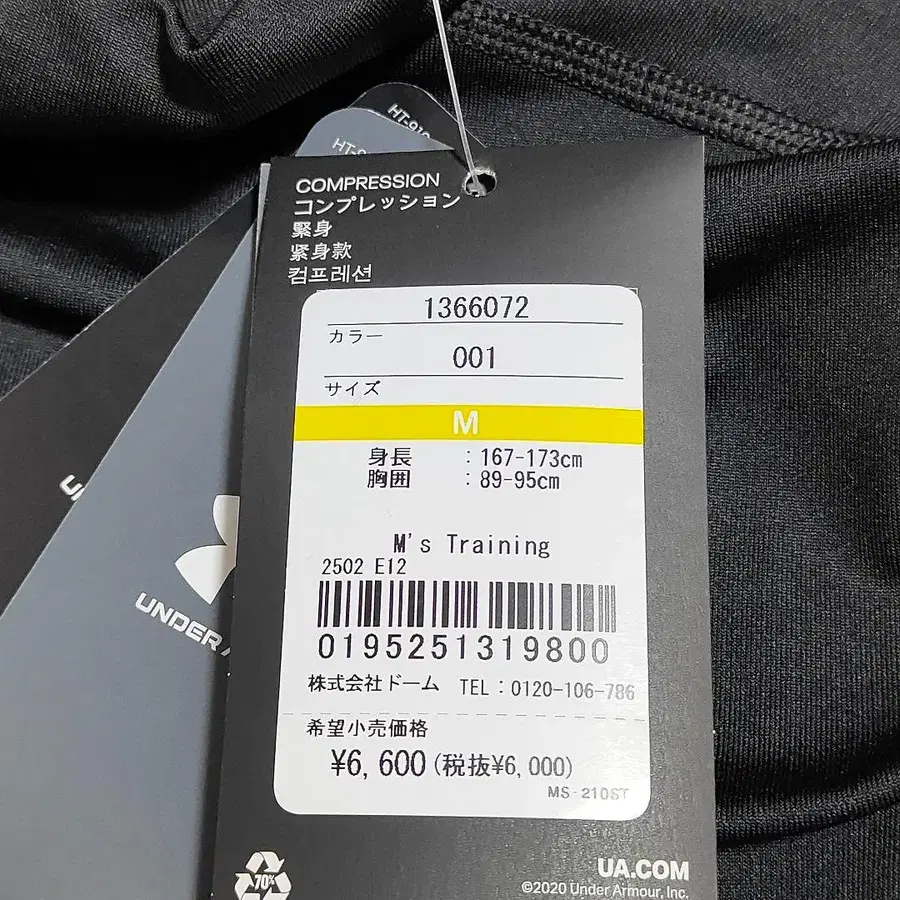 HT-
HT-
COMPRESSION
コンプレッション
緊身
紧身款
컴프레션
1366072
カラー
001
サイズ
M
身長 : 167-173cm
胸囲 : 89-95cm
M's Training
2502 E12
0195251319800
株式会社ドーム TEL : 0120-106-786
希望小売価格
¥6,600 (税抜¥6,000)
MS-210ST
UNDER
70%
UA.COM
©2020 Under Armour, Inc.